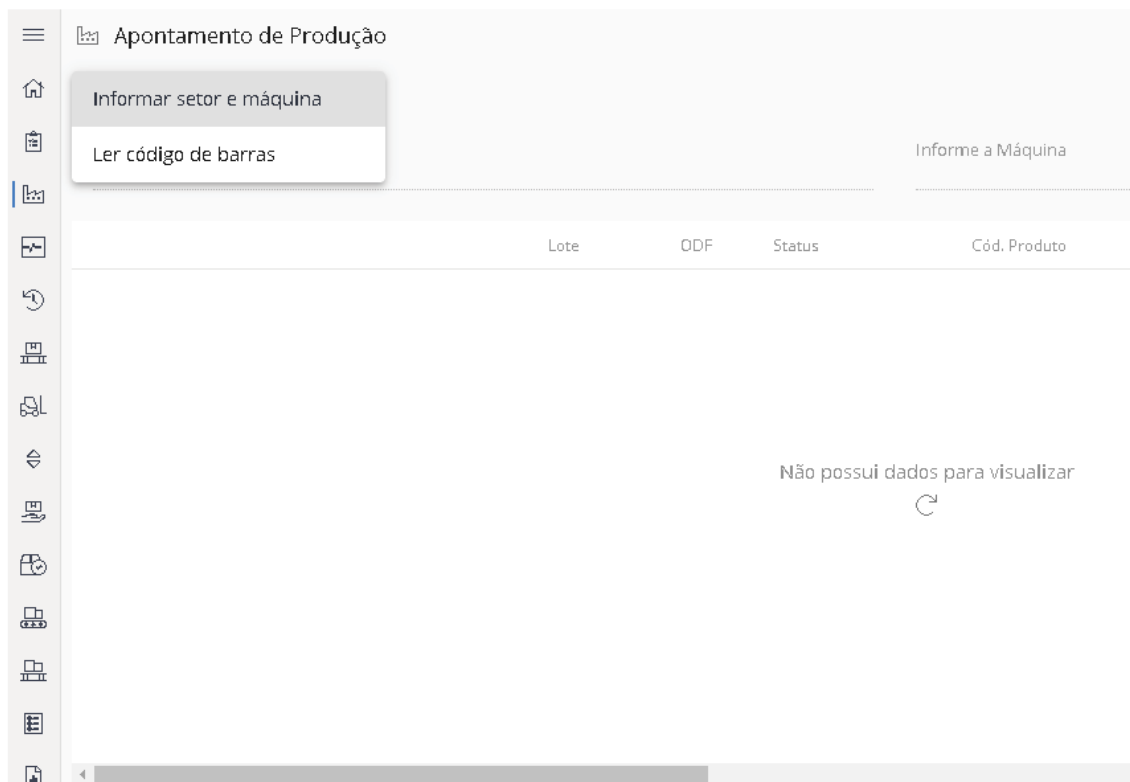 Apontamento de Produção
Informar setor e máquina
Ler código de barras
Informe a Máquina
Lote ODF Status Cód. Produto
Não possui dados para visualizar